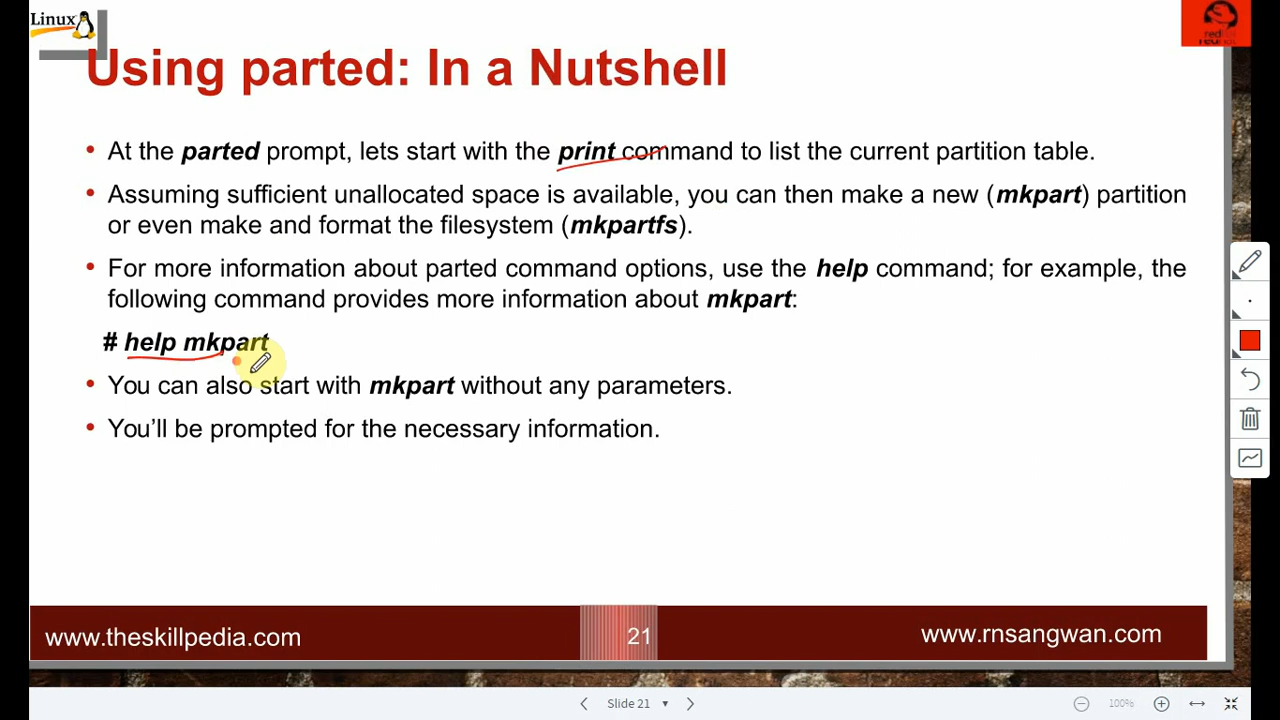 Linux
Using parted: In a Nutshell
• At the parted prompt, lets start with the print command to list the current partition table.
• Assuming sufficient unallocated space is available, you can then make a new (mkpart) partition
or even make and format the filesystem (mkpartfs).
• For more information about parted command options, use the help command; for example, the
following command provides more information about mkpart:
# help mkpart
• You can also start with mkpart without any parameters.
• You’ll be prompted for the necessary information.
www.theskillpedia.com
21
www.rnsangwan.com
Slide 21
100%